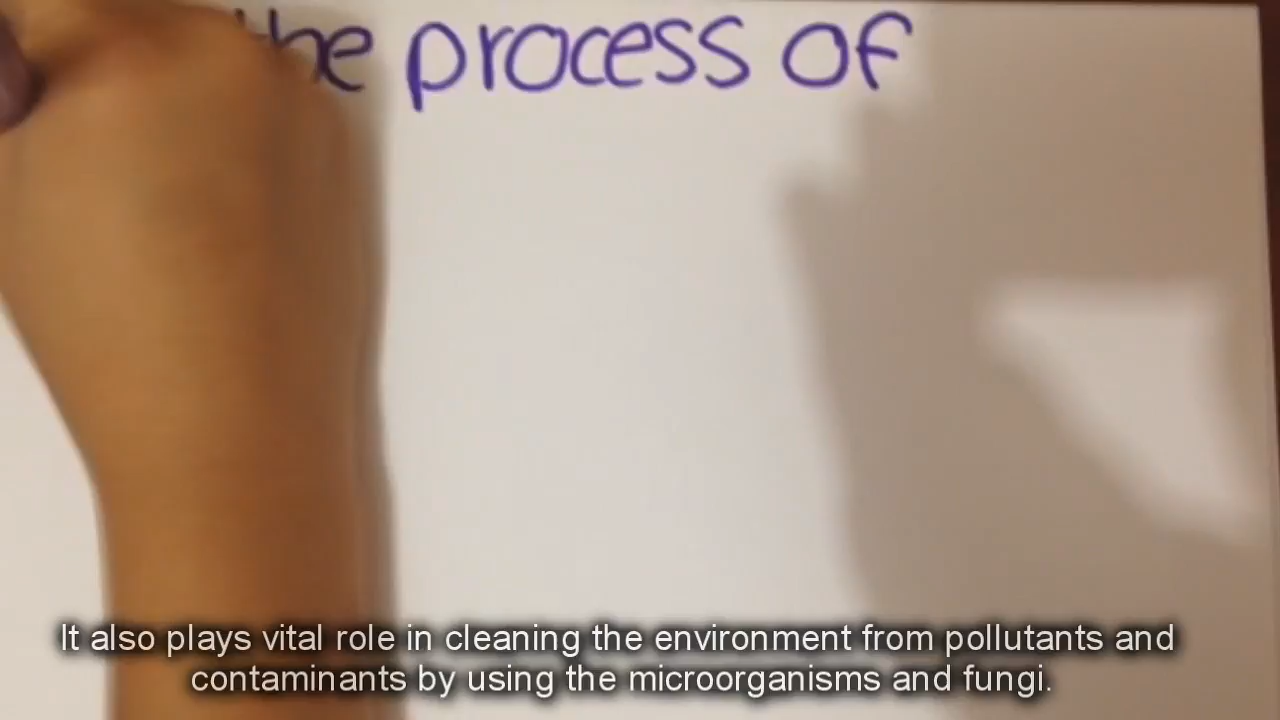 the process of
It also plays vital role in cleaning the environment from pollutants and
contaminants by using the microorganisms and fungi.